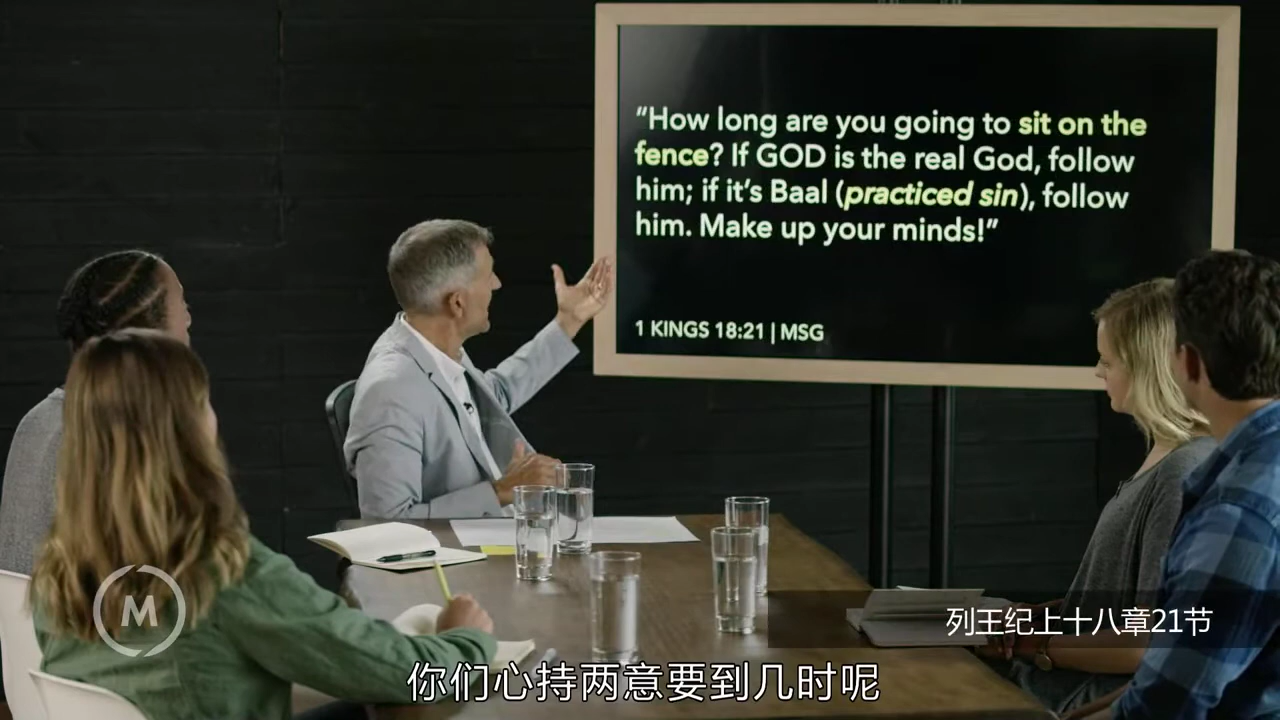 “How long are you going to sit on the
fence? If GOD is the real God, follow
him; if it’s Baal (practiced sin), follow
him. Make up your minds!”
1 KINGS 18:21 | MSG
M
列王纪上十八章21节
你们心持两意要到几时呢